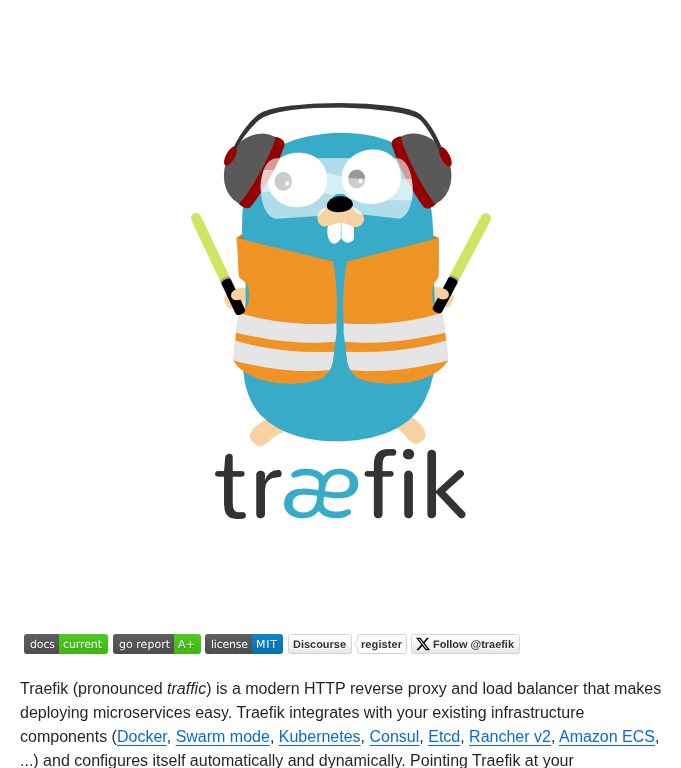 træfik
docs current go report A+ license MIT Discourse register Follow @traefik
Traefik (pronounced traffic) is a modern HTTP reverse proxy and load balancer that makes
deploying microservices easy. Traefik integrates with your existing infrastructure
components (Docker, Swarm mode, Kubernetes, Consul, Etcd, Rancher v2, Amazon ECS,
...) and configures itself automatically and dynamically. Pointing Traefik at your